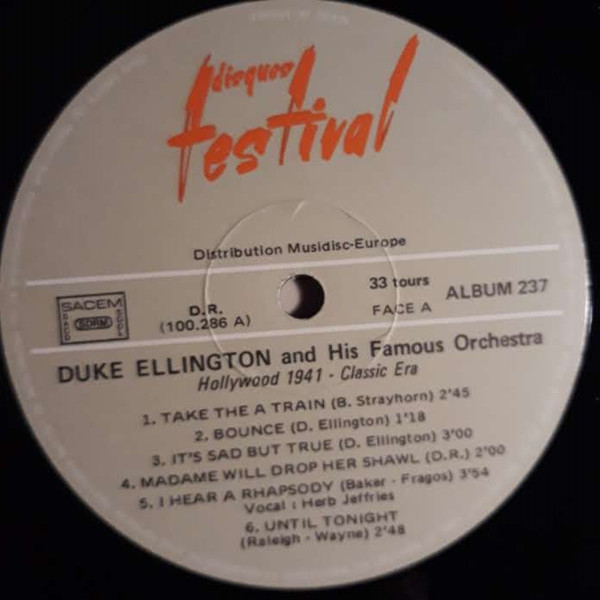 disques
festival
Distribution Musidisc-Europe
SACEM
SDRM
D.R.
(100.286 A)
33 tours
FACE A
ALBUM 237
DUKE ELLINGTON and His Famous Orchestra
Hollywood 1941 - Classic Era
1. TAKE THE A TRAIN (B. Strayhorn) 2'45
2. BOUNCE (D. Ellington) 1'18
3. IT'S SAD BUT TRUE (D. Ellington) 3'00
4. MADAME WILL DROP HER SHAWL (D.R.) 2'00
5. I HEAR A RHAPSODY (Baker - Fragos) 3'54
Vocal : Herb Jeffries
6. UNTIL TONIGHT
(Raleigh - Wayne) 2'48